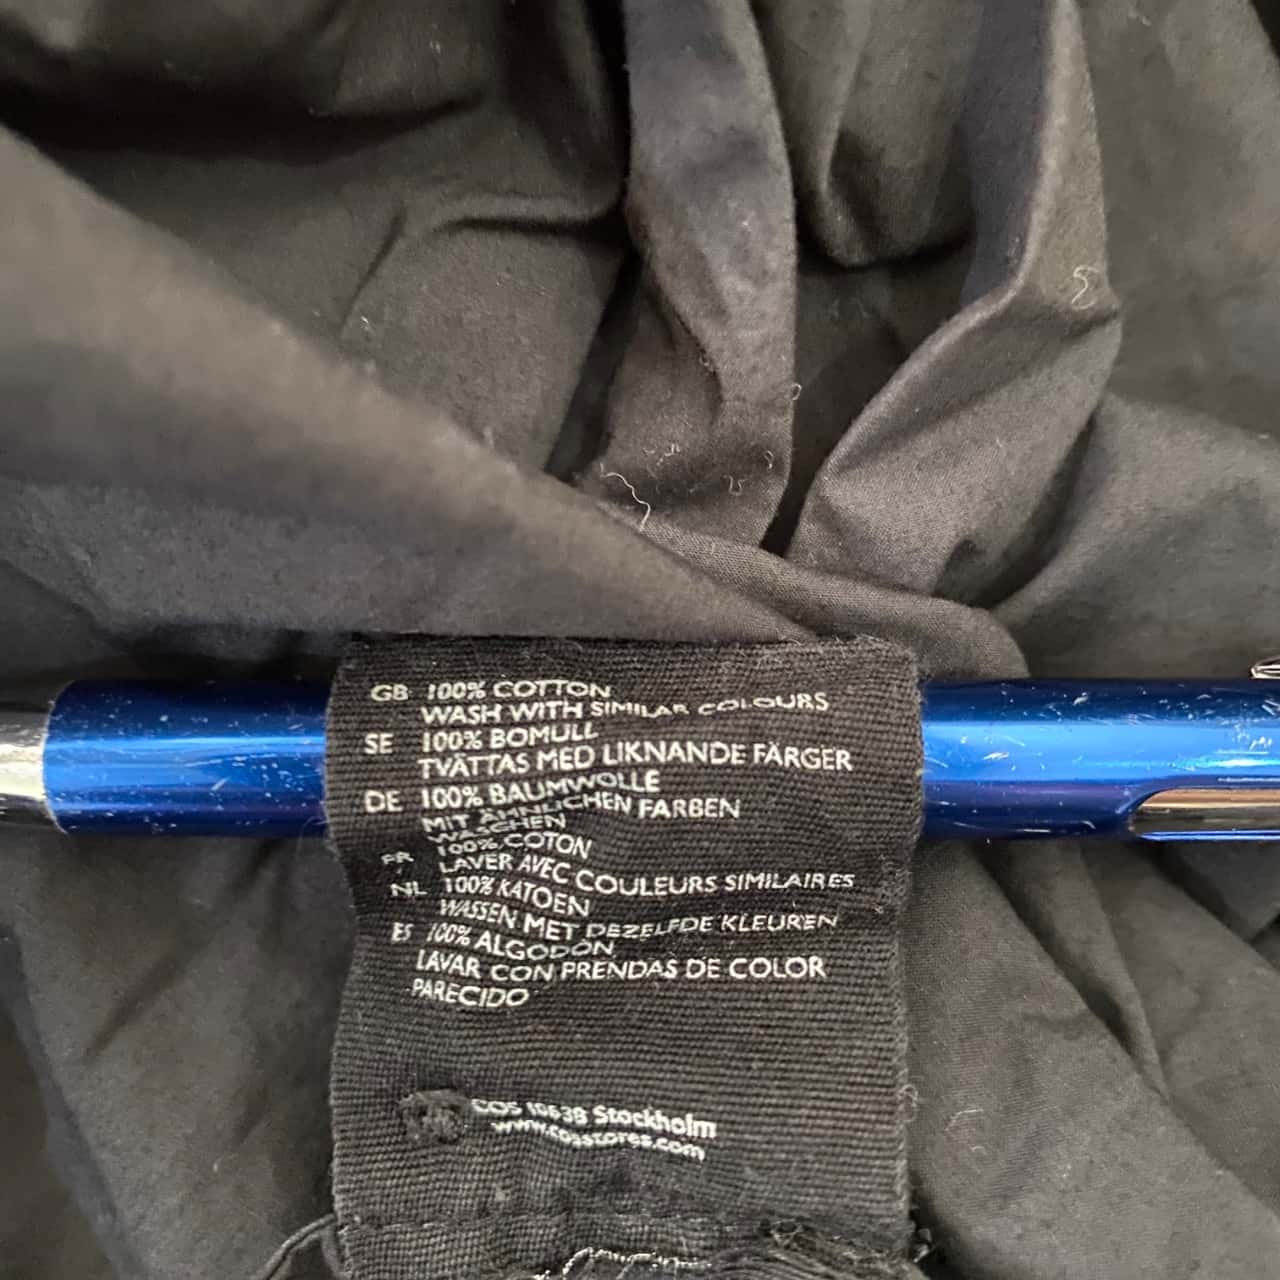 GB 100% COTTON
WASH WITH SIMILAR COLOURS
SE 100% BOMULL
TVÄTTAS MED LIKNANDE FÄRGER
DE 100% BAUMWOLLE
MIT ÄHNLICHEN FARBEN
WASCHEN
FR 100% COTON
LAVER AVEC COULEURS SIMILAIRES
NL 100% KATOEN
WASSEN MET DEZELFDE KLEUREN
ES 100% ALGODÓN
LAVAR CON PRENDAS DE COLOR
PARECIDO
COS 10638 Stockholm
www.cosstores.com